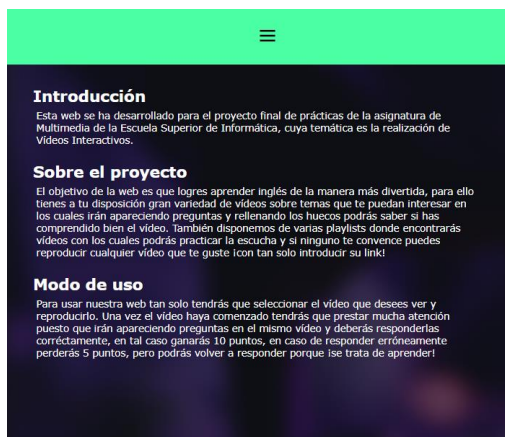 Introducción
Esta web se ha desarrollado para el proyecto final de prácticas de la asignatura de
Multimedia de la Escuela Superior de Informática, cuya temática es la realización de
Vídeos Interactivos.
Sobre el proyecto
El objetivo de la web es que logres aprender inglés de la manera más divertida, para ello
tienes a tu disposición gran variedad de vídeos sobre temas que te puedan interesar en
los cuales irán apareciendo preguntas y rellenando los huecos podrás saber si has
comprendido bien el vídeo. También disponemos de varias playlists donde encontrarás
vídeos con los cuales podrás practicar la escucha y si ninguno te convence puedes
reproducir cualquier vídeo que te guste ¡con tan solo introducir su link!
Modo de uso
Para usar nuestra web tan solo tendrás que seleccionar el vídeo que desees ver y
reproducirlo. Una vez el vídeo haya comenzado tendrás que prestar mucha atención
puesto que irán apareciendo preguntas en el mismo vídeo y deberás responderlas
corréctamente, en tal caso ganarás 10 puntos, en caso de responder erróneamente
perderás 5 puntos, pero podrás volver a responder porque ¡se trata de aprender!